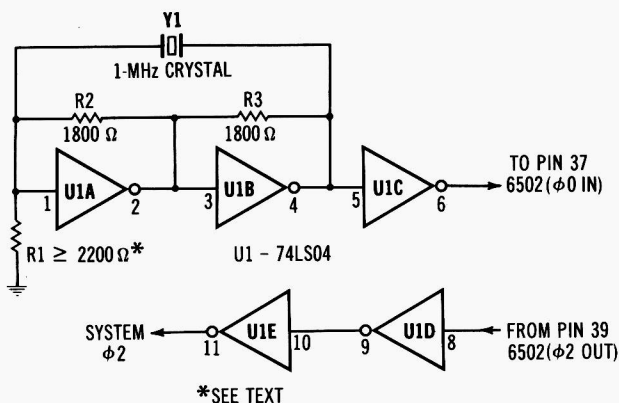 Y1
1-MHz CRYSTAL
R2
1800 Ω
R3
1800 Ω
U1A
1
2
U1B
3
4
U1C
5
6
TO PIN 37
6502 (ϕ0 IN)
R1 ≥ 2200 Ω*
U1 - 74LS04
SYSTEM
ϕ2
U1E
11
10
U1D
9
8
FROM PIN 39
6502 (ϕ2 OUT)
*SEE TEXT